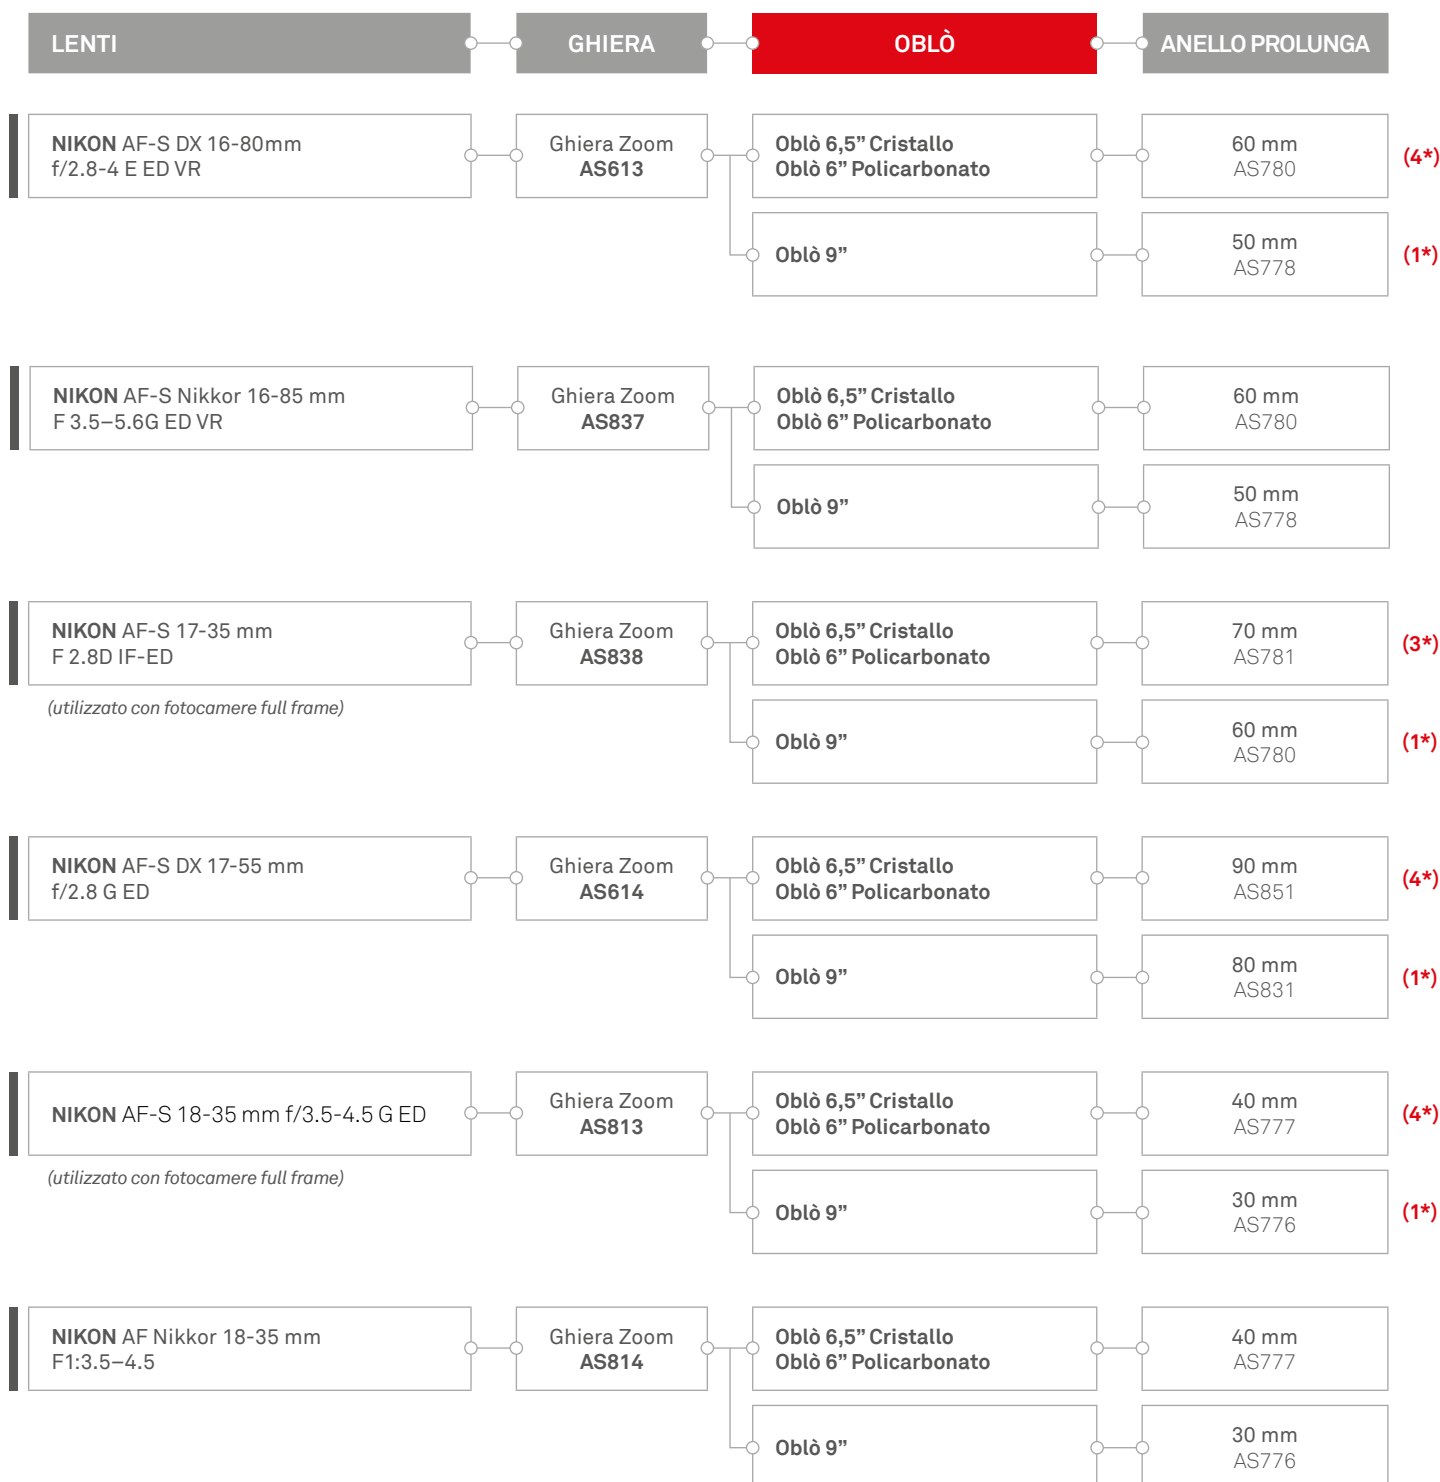 LENTI GHIERA OBLÒ ANELLO PROLUNGA
NIKON AF-S DX 16-80mm
f/2.8-4 E ED VR
Ghiera Zoom
AS613
Oblò 6,5” Cristallo
Oblò 6” Policarbonato
60 mm
AS780
(4*)
Oblò 9”
50 mm
AS778
(1*)
NIKON AF-S Nikkor 16-85 mm
F 3.5–5.6G ED VR
Ghiera Zoom
AS837
Oblò 6,5” Cristallo
Oblò 6” Policarbonato
60 mm
AS780
Oblò 9”
50 mm
AS778
NIKON AF-S 17-35 mm
F 2.8D IF-ED
(utilizzato con fotocamere full frame)
Ghiera Zoom
AS838
Oblò 6,5” Cristallo
Oblò 6” Policarbonato
70 mm
AS781
(3*)
Oblò 9”
60 mm
AS780
(1*)
NIKON AF-S DX 17-55 mm
f/2.8 G ED
Ghiera Zoom
AS614
Oblò 6,5” Cristallo
Oblò 6” Policarbonato
90 mm
AS851
(4*)
Oblò 9”
80 mm
AS831
(1*)
NIKON AF-S 18-35 mm f/3.5-4.5 G ED
(utilizzato con fotocamere full frame)
Ghiera Zoom
AS813
Oblò 6,5” Cristallo
Oblò 6” Policarbonato
40 mm
AS777
(4*)
Oblò 9”
30 mm
AS776
(1*)
NIKON AF Nikkor 18-35 mm
F1:3.5–4.5
Ghiera Zoom
AS814
Oblò 6,5” Cristallo
Oblò 6” Policarbonato
40 mm
AS777
Oblò 9”
30 mm
AS776